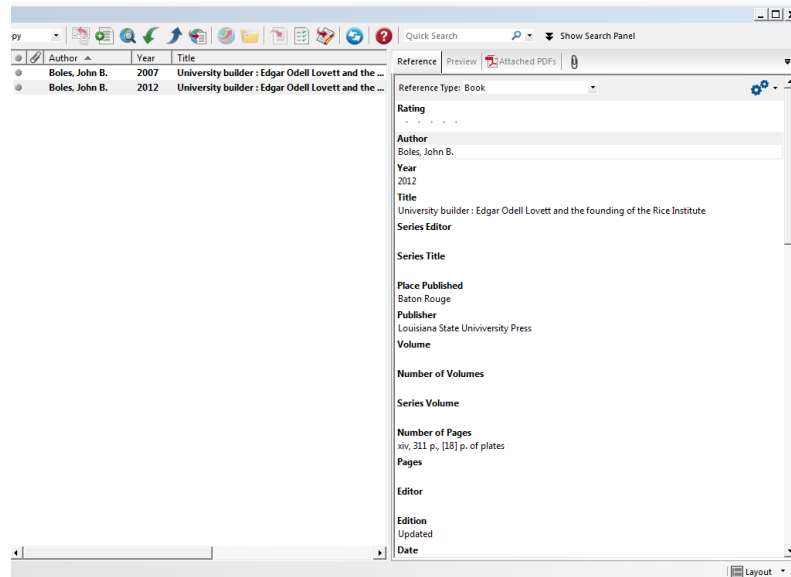 py
Quick Search
Show Search Panel
Author Year Title
Boles, John B. 2007 University builder : Edgar Odell Lovett and the ...
Boles, John B. 2012 University builder : Edgar Odell Lovett and the ...
Reference Preview Attached PDFs
Reference Type: Book
Rating
Author
Boles, John B.
Year
2012
Title
University builder : Edgar Odell Lovett and the founding of the Rice Institute
Series Editor
Series Title
Place Published
Baton Rouge
Publisher
Louisiana State Univiversity Press
Volume
Number of Volumes
Series Volume
Number of Pages
xiv, 311 p., [18] p. of plates
Pages
Editor
Edition
Updated
Date
Layout